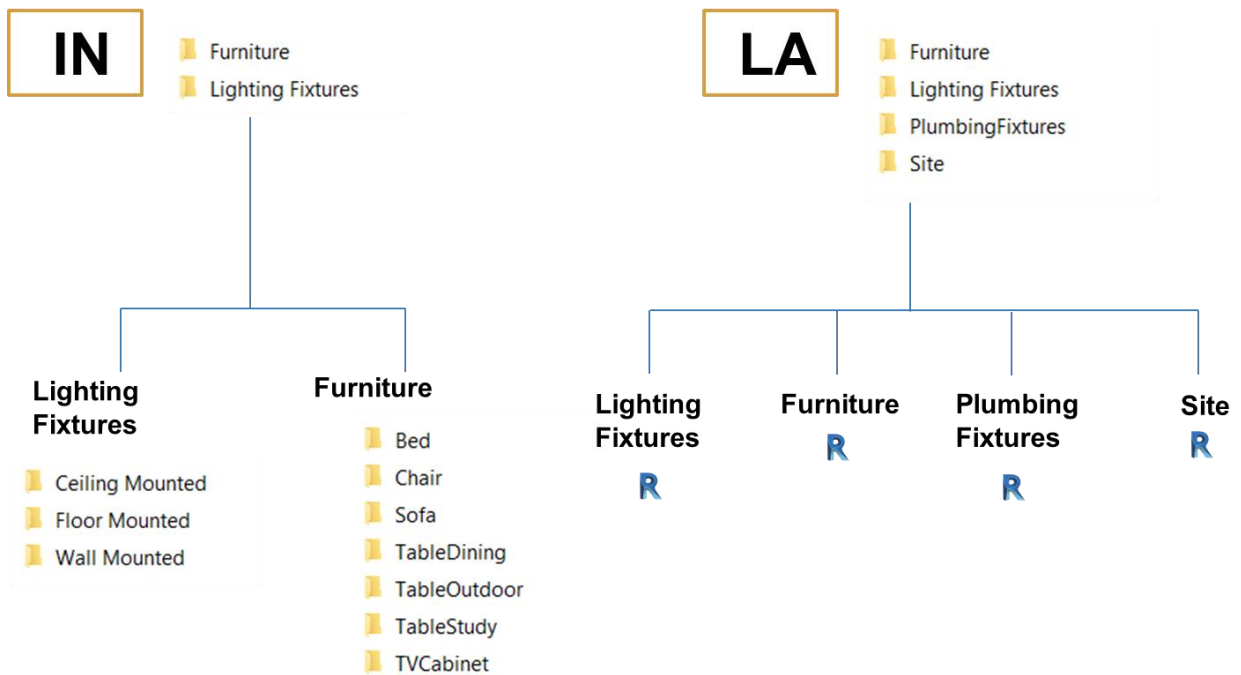 IN
Furniture
Lighting Fixtures
LA
Furniture
Lighting Fixtures
PlumbingFixtures
Site
Lighting
Fixtures
Ceiling Mounted
Floor Mounted
Wall Mounted
Furniture
Bed
Chair
Sofa
TableDining
TableOutdoor
TableStudy
TVCabinet
Lighting
Fixtures
R
Furniture
R
Plumbing
Fixtures
R
Site
R